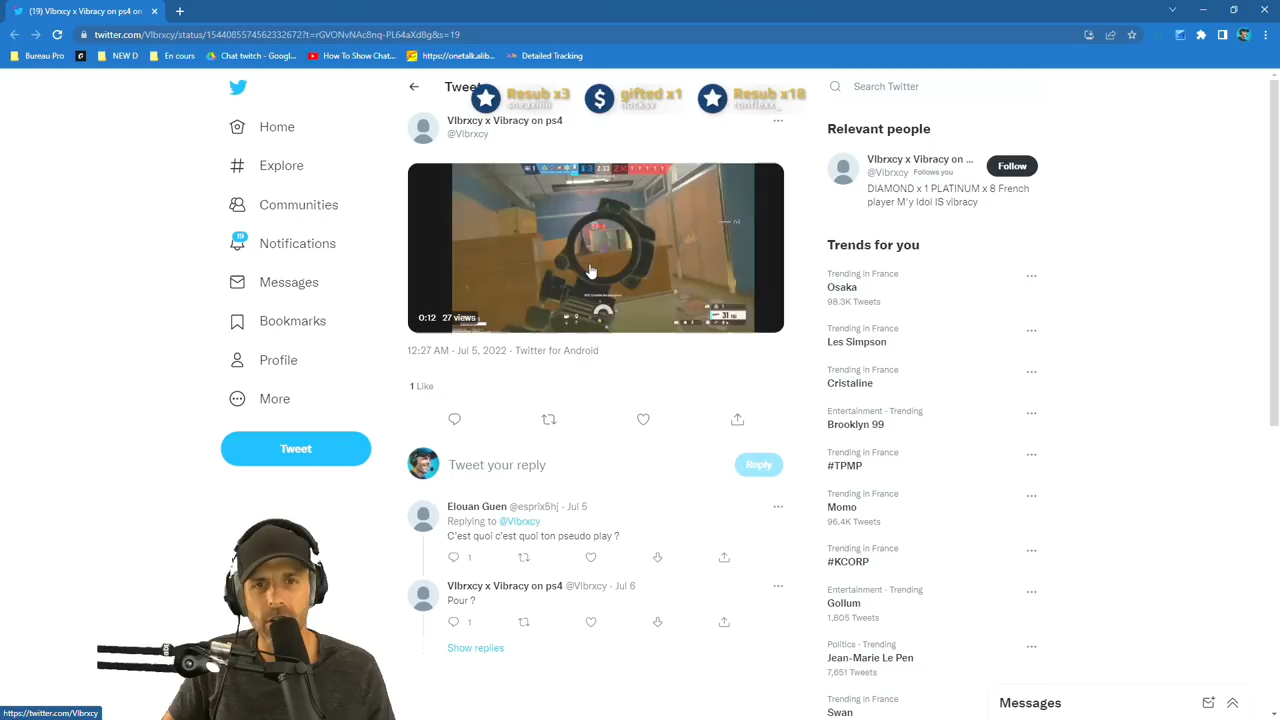 (19) Vlbrxcy x Vibracy on ps4 on
twitter.com/Vlbrxcy/status/1544085574562332672?t=rGVONvNAc8nq-PL64aXd8g&s=19
Bureau Pro
NEW D
En cours
Chat twitch - Googl...
How To Show Chat...
https://onetalk.alib...
Detailed Tracking
Tweet
Resub x3
sneaxiiiii
gifted x1
nocksv
Resub x18
ronflexx_
Search Twitter
Home
Explore
Communities
19
Notifications
Messages
Bookmarks
Profile
More
Tweet
Vlbrxcy x Vibracy on ps4
@Vlbrxcy
2:33
31
0:12 27 views
12:27 AM · Jul 5, 2022 · Twitter for Android
1 Like
Tweet your reply
Reply
Elouan Guen @esprix5hj · Jul 5
Replying to @Vlbrxcy
C'est quoi c'est quoi ton pseudo play ?
1
Vlbrxcy x Vibracy on ps4 @Vlbrxcy · Jul 6
Pour ?
1
Show replies
Relevant people
Vlbrxcy x Vibracy on ...
@Vlbrxcy Follows you
Follow
DIAMOND x 1 PLATINUM x 8 French
player M'y Idol IS vibracy
Trends for you
Trending in France
Osaka
98.3K Tweets
Trending in France
Les Simpson
Trending in France
Cristaline
Entertainment · Trending
Brooklyn 99
Trending in France
#TPMP
Trending in France
Momo
96.4K Tweets
Trending in France
#KCORP
Entertainment · Trending
Gollum
1,805 Tweets
Politics · Trending
Jean-Marie Le Pen
7,651 Tweets
Trending in France
Swan
Messages
https://twitter.com/Vlbrxcy